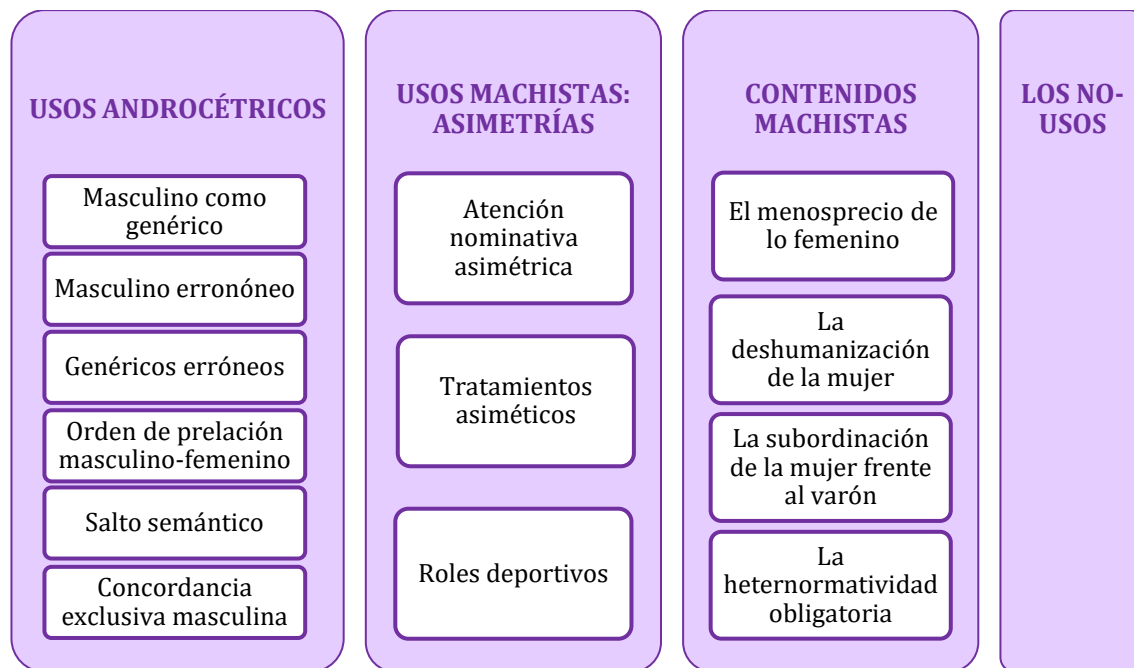 USOS ANDROCÉTRICOS
Masculino como
genérico
Masculino erronóneo
Genéricos erróneos
Orden de prelación
masculino-femenino
Salto semántico
Concordancia
exclusiva masculina
USOS MACHISTAS:
ASIMETRÍAS
Atención
nominativa
asimétrica
Tratamientos
asiméticos
Roles deportivos
CONTENIDOS
MACHISTAS
El menosprecio de
lo femenino
La
deshumanización
de la mujer
La subordinación
de la mujer frente
al varón
La
heternormatividad
obligatoria
LOS NO-
USOS